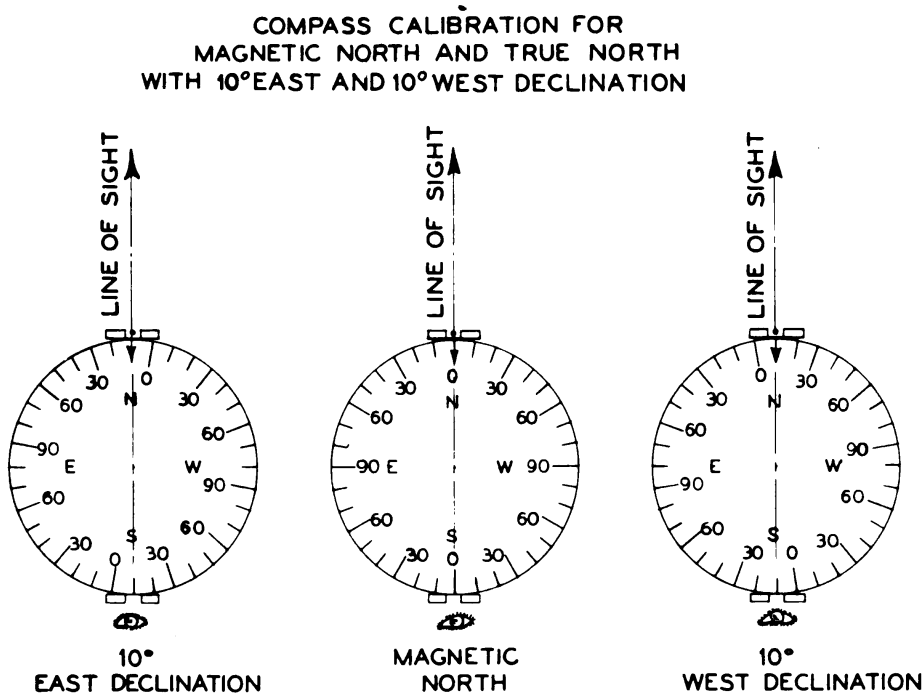 COMPASS CALIBRATION FOR
MAGNETIC NORTH AND TRUE NORTH
WITH 10° EAST AND 10° WEST DECLINATION
LINE OF SIGHT
30 0
N 30
60
60
90
E W
90
60
60
S
30 0 30
10°
EAST DECLINATION
LINE OF SIGHT
0
30 N 30
60 60
90 E W 90
60 60
S
30 0 30
MAGNETIC
NORTH
LINE OF SIGHT
0 30
30 N
60
60
90
E W
90
60
60
S
30 0 30
10°
WEST DECLINATION